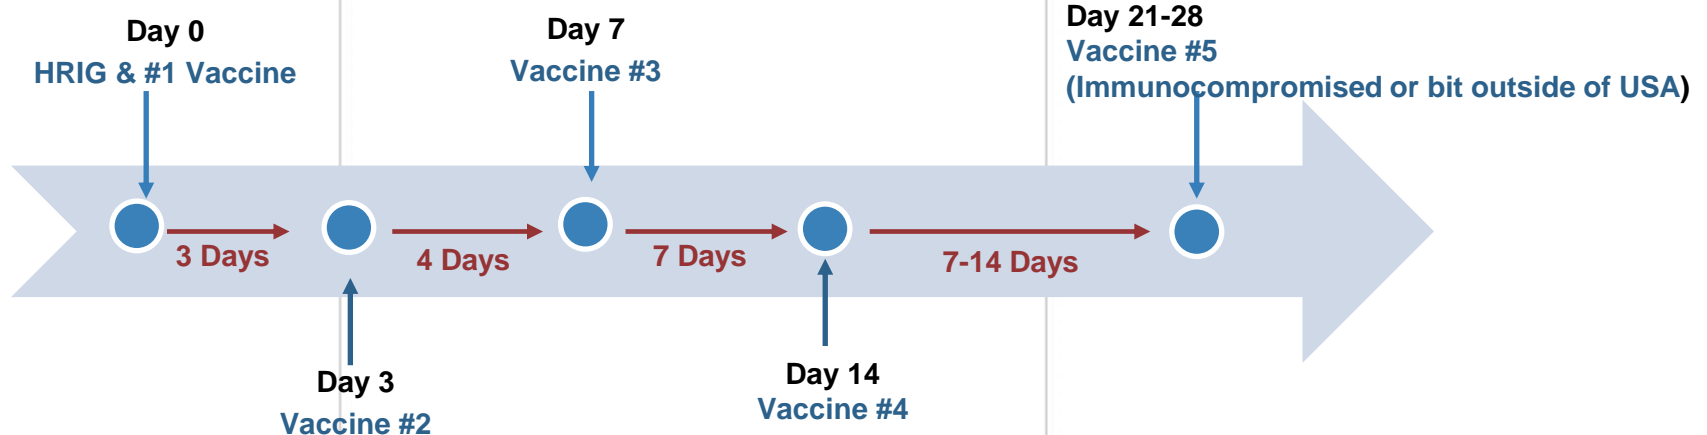 Day 0
HRIG & #1 Vaccine
Day 7
Vaccine #3
Day 21-28
Vaccine #5
(Immunocompromised or bit outside of USA)
3 Days
4 Days
7 Days
7-14 Days
Day 3
Vaccine #2
Day 14
Vaccine #4